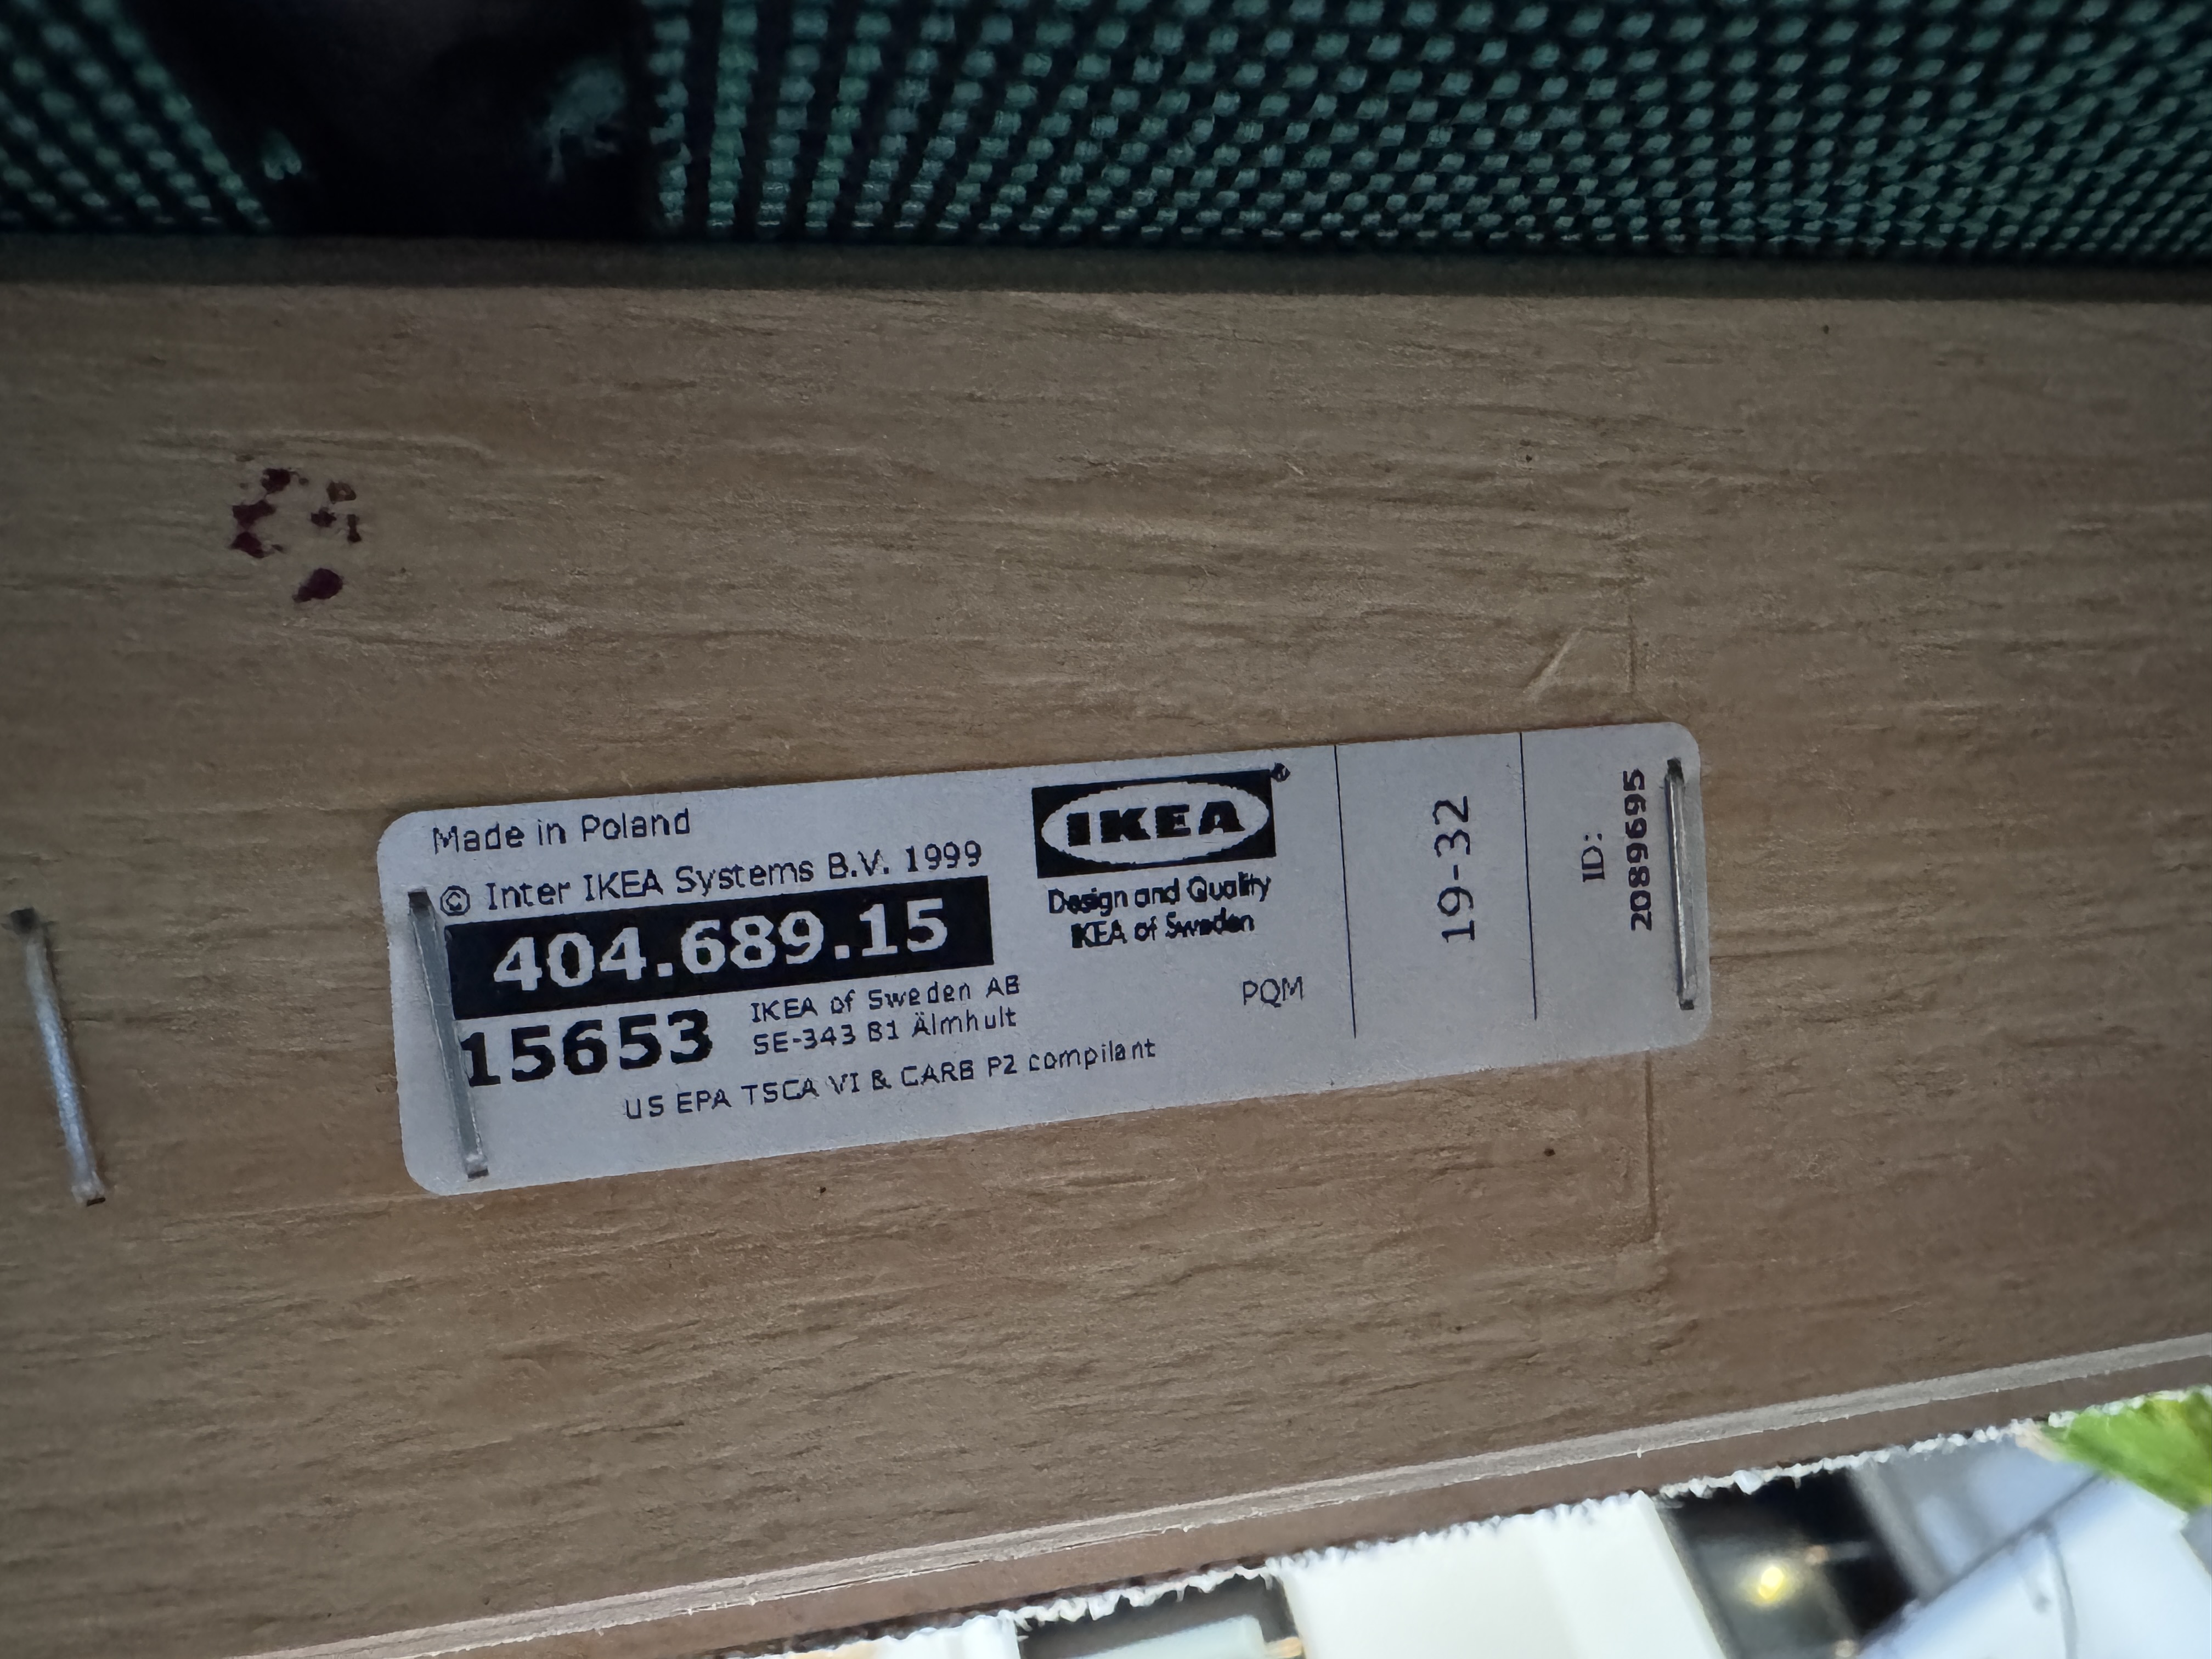 Made in Poland
© Inter IKEA Systems B.V. 1999
404.689.15
15653
IKEA of Sweden AB
SE-343 81 Älmhult
US EPA TSCA VI & CARB P2 compilant
IKEA®
Design and Quality
IKEA of Sweden
PQM
19-32
ID:
2089695